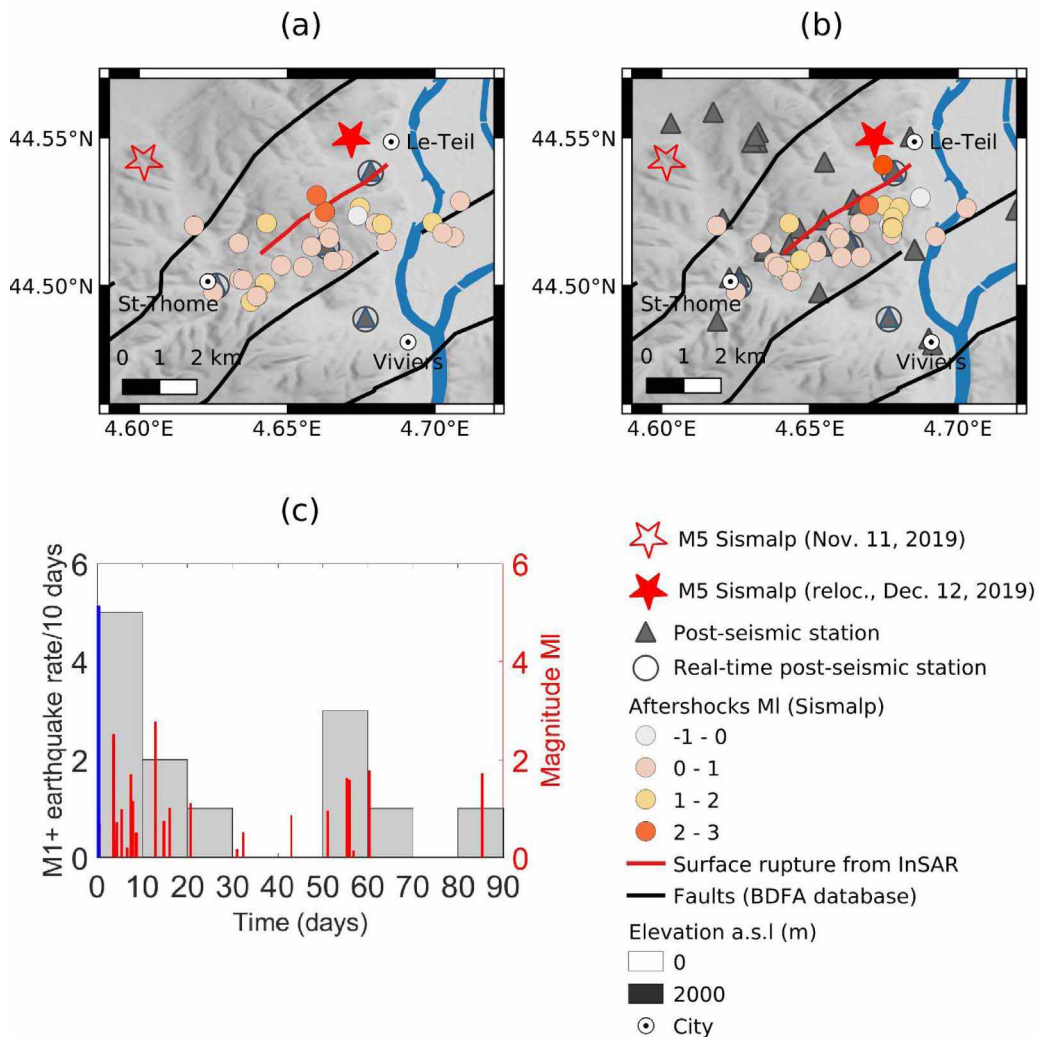 (a)
(b)
44.55°N
44.50°N
Le-Teil
St-Thome
Viviers
0 1 2 km
4.60°E 4.65°E 4.70°E
44.55°N
44.50°N
Le-Teil
St-Thome
Viviers
0 1 2 km
4.60°E 4.65°E 4.70°E
(c)
M1+ earthquake rate/10 days
6
4
2
0
6
4
2
0
Magnitude Ml
0 10 20 30 40 50 60 70 80 90
Time (days)
M5 Sismalp (Nov. 11, 2019)
M5 Sismalp (reloc., Dec. 12, 2019)
Post-seismic station
Real-time post-seismic station
Aftershocks Ml (Sismalp)
-1 - 0
0 - 1
1 - 2
2 - 3
Surface rupture from InSAR
Faults (BDFA database)
Elevation a.s.l (m)
0
2000
City